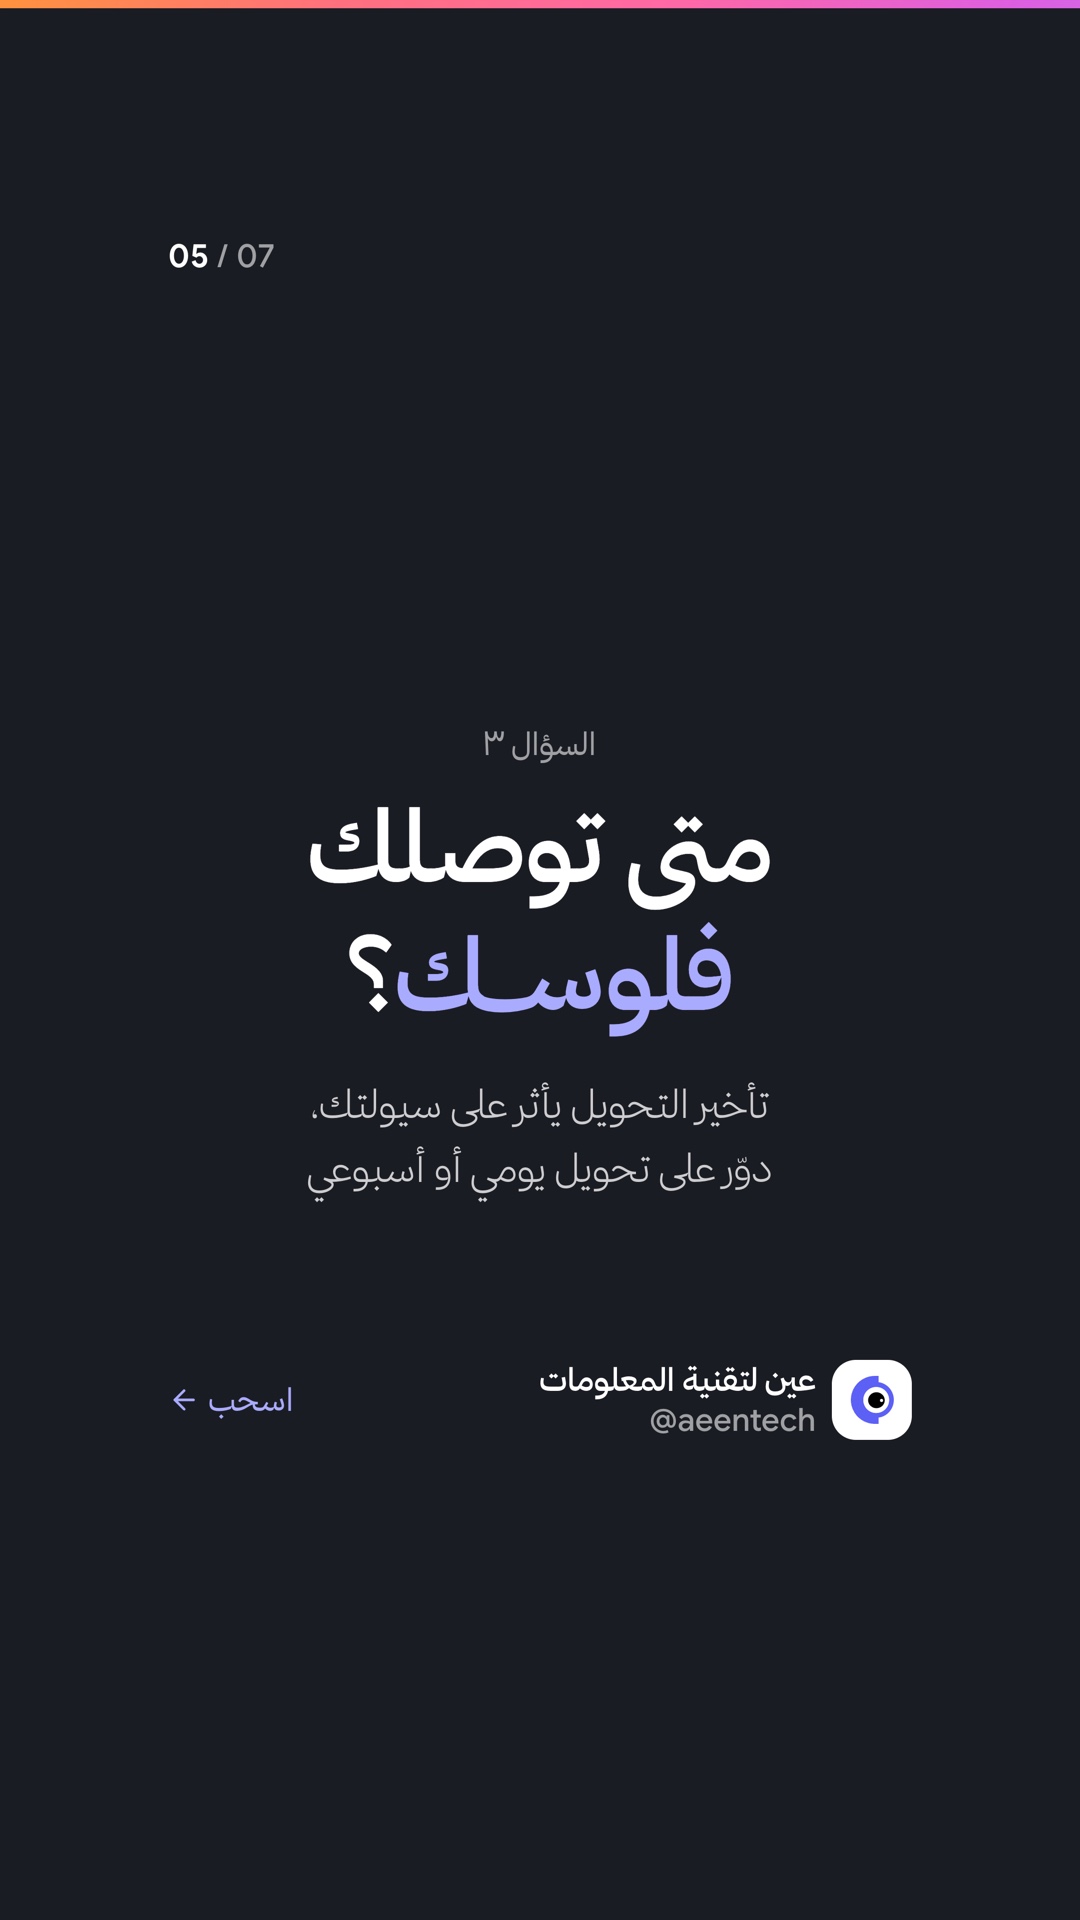 05 / 07
السؤال ٣
متى توصلك
فلوسـك؟
تأخير التحويل يأثر على سيولتك،
دوّر على تحويل يومي أو أسبوعي
عين لتقنية المعلومات
@aeentech
اسحب ←